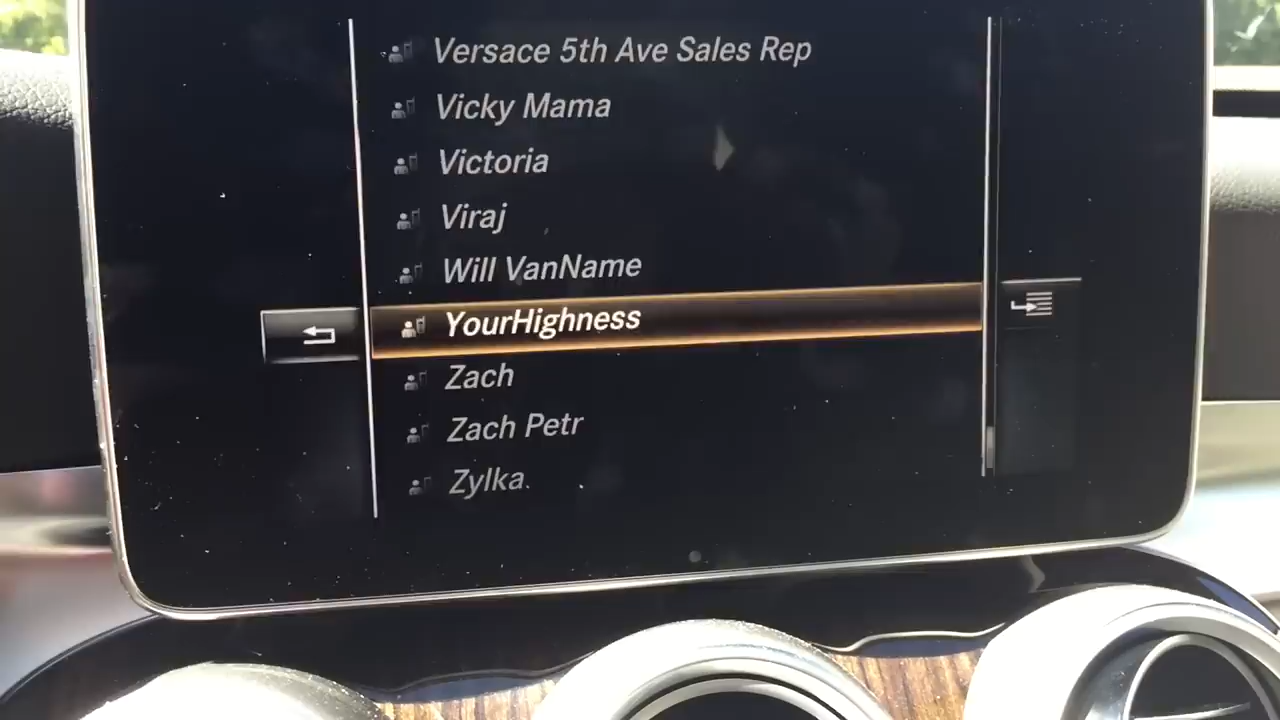 Versace 5th Ave Sales Rep
Vicky Mama
Victoria
Viraj
Will VanName
YourHighness
Zach
Zach Petr
Zylka